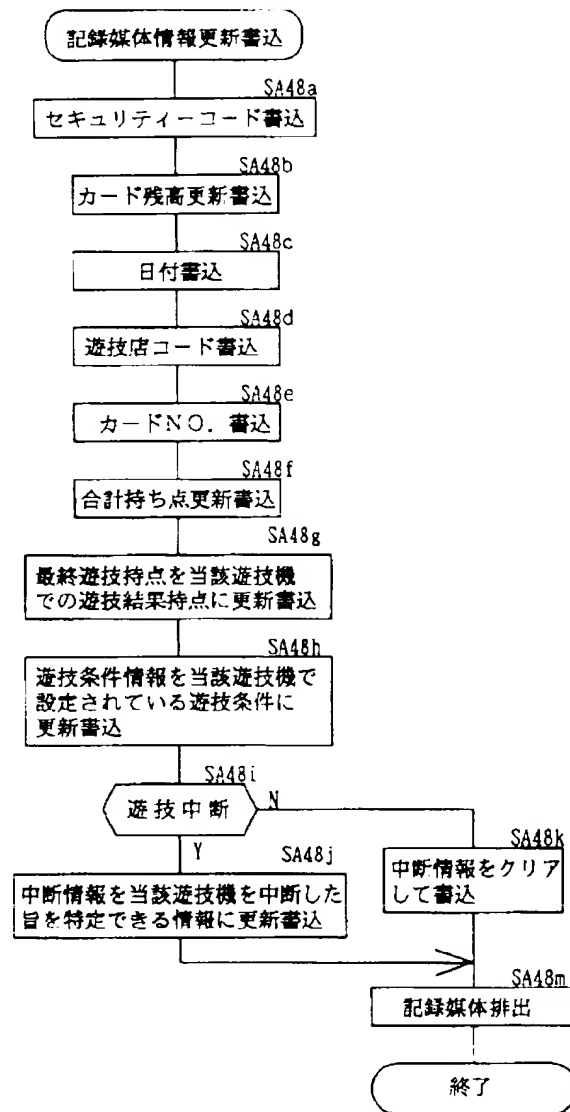 記録媒体情報更新書込
SA48a
セキュリティーコード書込
SA48b
カード残高更新書込
SA48c
日付書込
SA48d
遊技店コード書込
SA48e
カードNO. 書込
SA48f
合計持ち点更新書込
SA48g
最終遊技持点を当該遊技機
での遊技結果持点に更新書込
SA48h
遊技条件情報を当該遊技機で
設定されている遊技条件に
更新書込
SA48i
遊技中断
N
Y
SA48j
中断情報を当該遊技機を中断した
旨を特定できる情報に更新書込
SA48k
中断情報をクリア
して書込
SA48m
記録媒体排出
終了